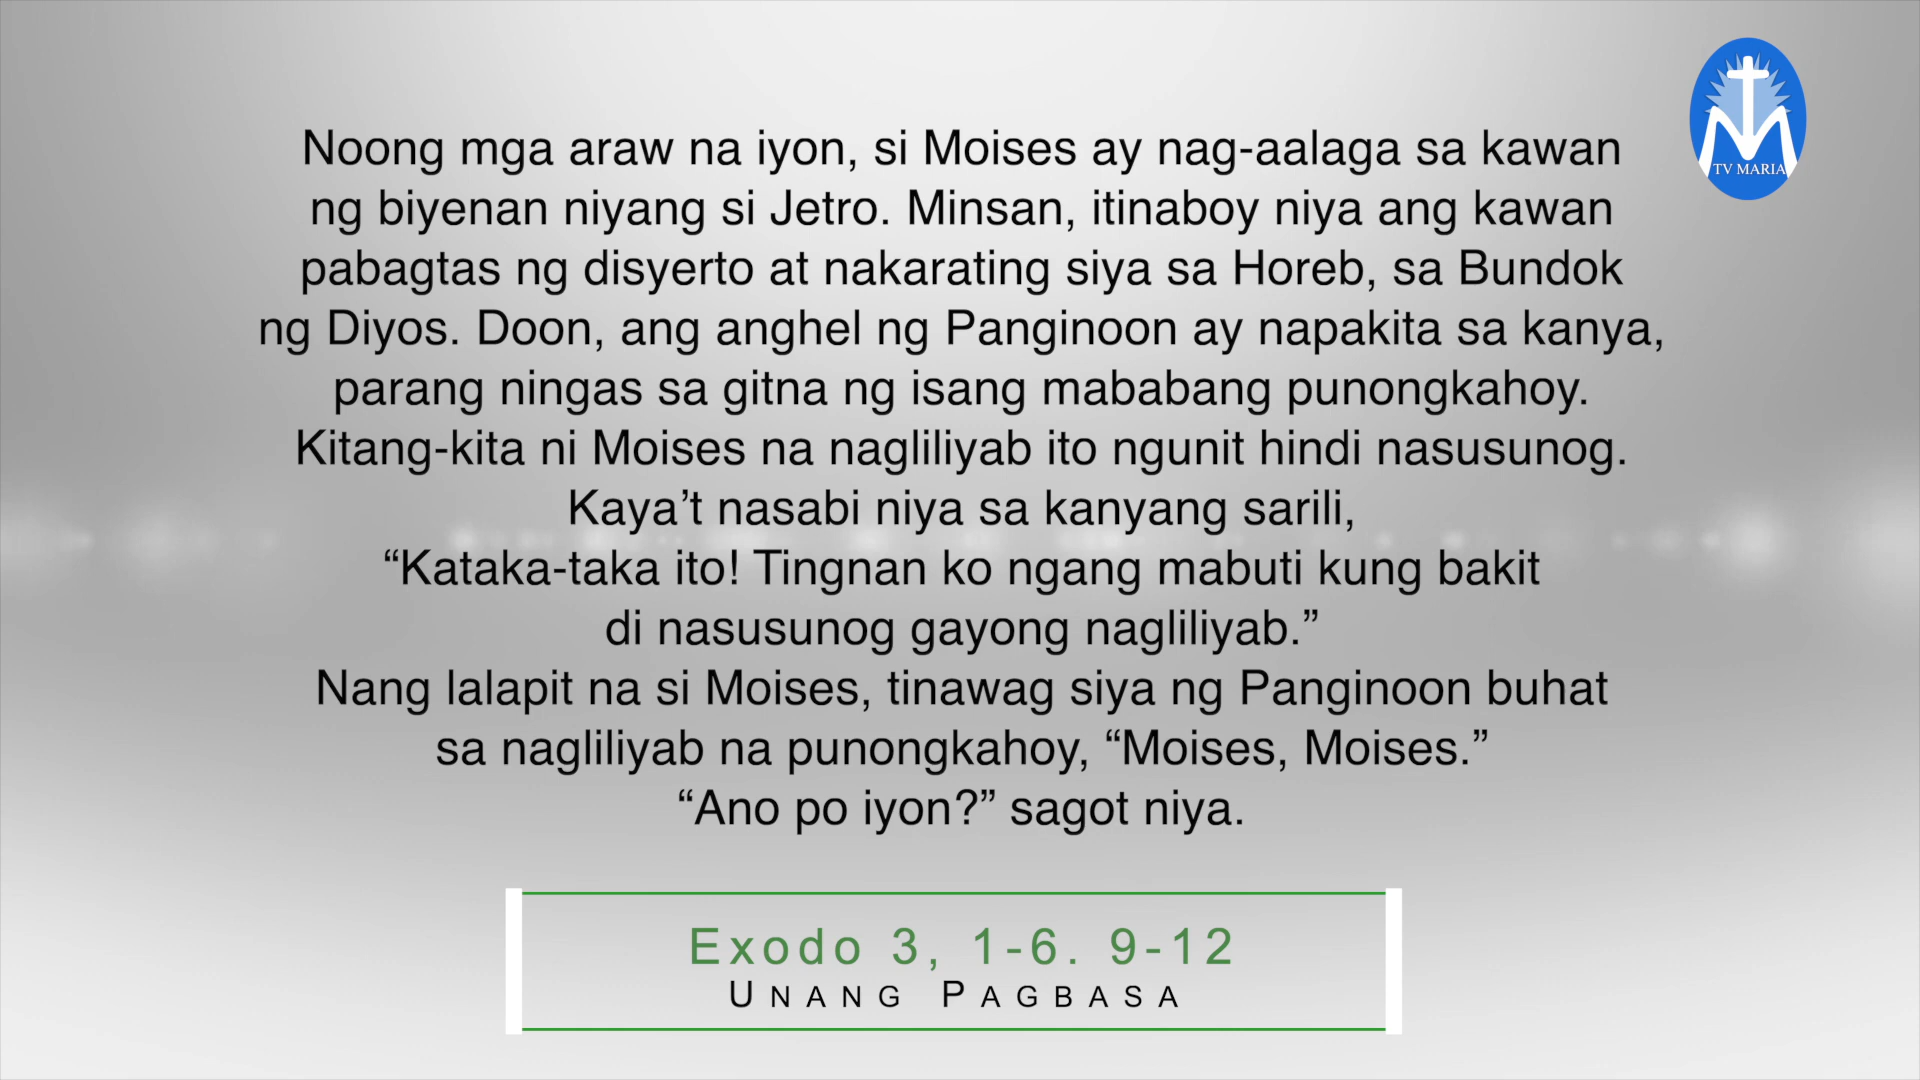 Noong mga araw na iyon, si Moises ay nag-aalaga sa kawan
ng biyenan niyang si Jetro. Minsan, itinaboy niya ang kawan
pabagtas ng disyerto at nakarating siya sa Horeb, sa Bundok
ng Diyos. Doon, ang anghel ng Panginoon ay napakita sa kanya,
parang ningas sa gitna ng isang mababang punongkahoy.
Kitang-kita ni Moises na nagliliyab ito ngunit hindi nasusunog.
Kaya’t nasabi niya sa kanyang sarili,
“Kataka-taka ito! Tingnan ko ngang mabuti kung bakit
di nasusunog gayong nagliliyab.”
Nang lalapit na si Moises, tinawag siya ng Panginoon buhat
sa nagliliyab na punongkahoy, “Moises, Moises.”
“Ano po iyon?” sagot niya.
Exodo 3, 1-6. 9-12
Unang Pagbasa
TV MARIA